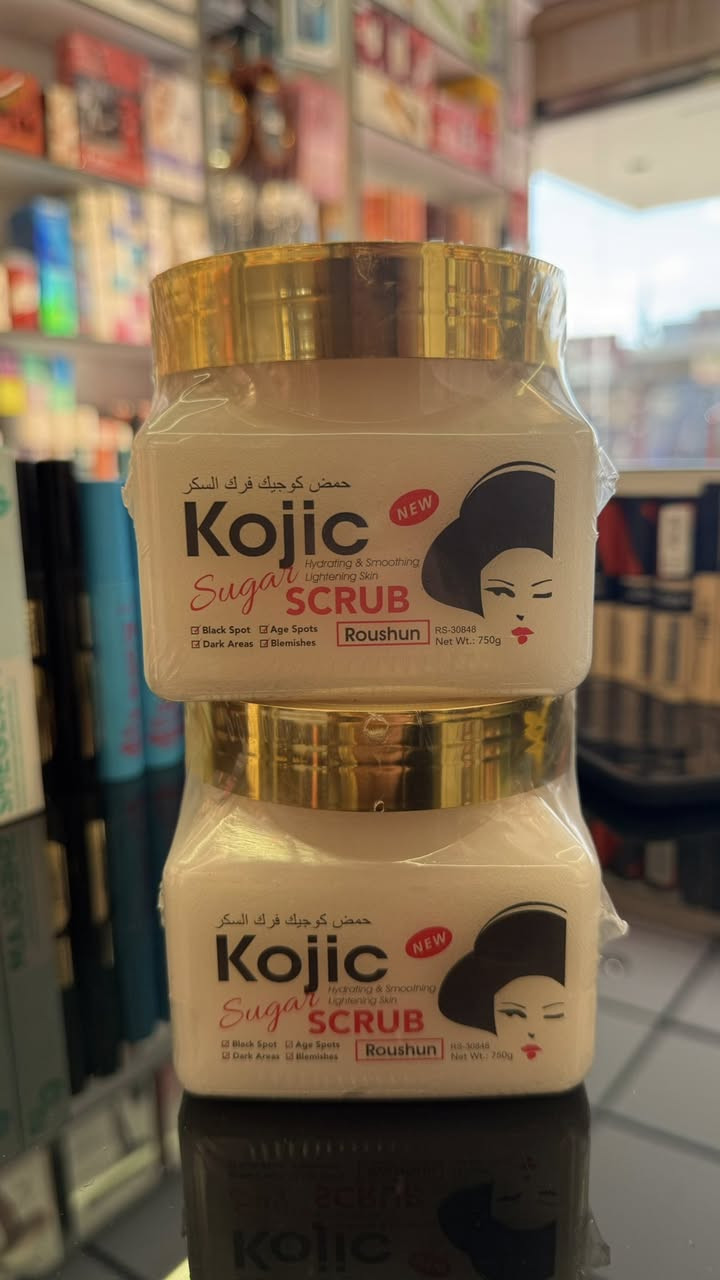 حمض كوجيك فرك السكر
Kojic
NEW
Hydrating & Smoothing
Lightening Skin
Sugar
SCRUB
Black Spot Age Spots
Dark Areas Blemishes
Roushun
RS-30848
Net Wt.: 750g
حمض كوجيك فرك السكر
Kojic
NEW
Hydrating & Smoothing
Lightening Skin
Sugar
SCRUB
Black Spot Age Spots
Dark Areas Blemishes
Roushun
RS-30848
Net Wt.: 750g